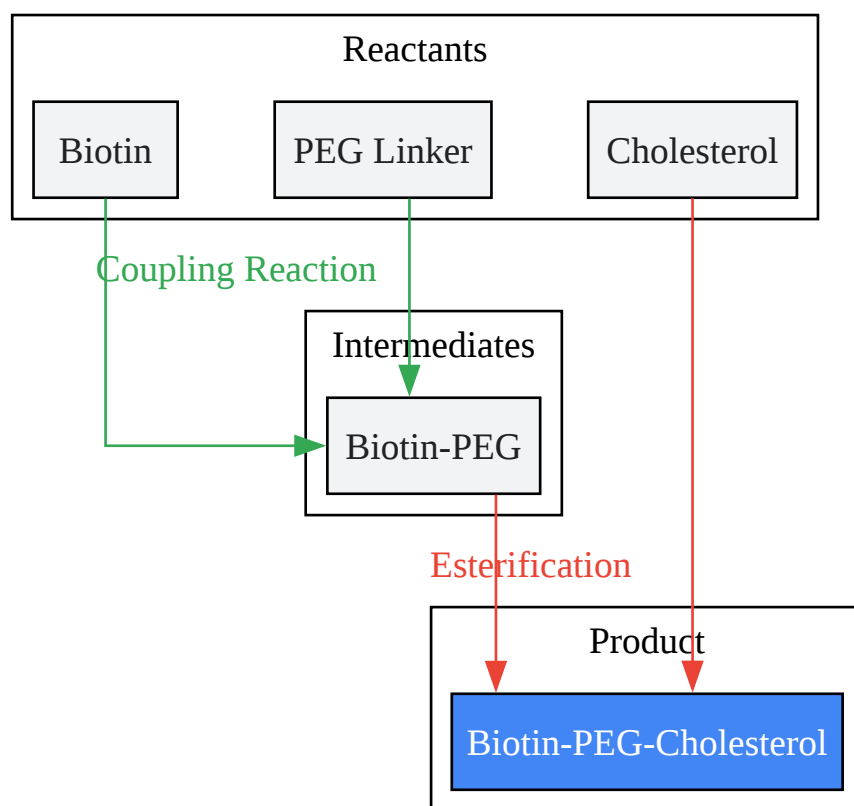 Reactants
Biotin
PEG Linker
Cholesterol
Coupling Reaction
Intermediates
Biotin-PEG
Esterification
Product
Biotin-PEG-Cholesterol